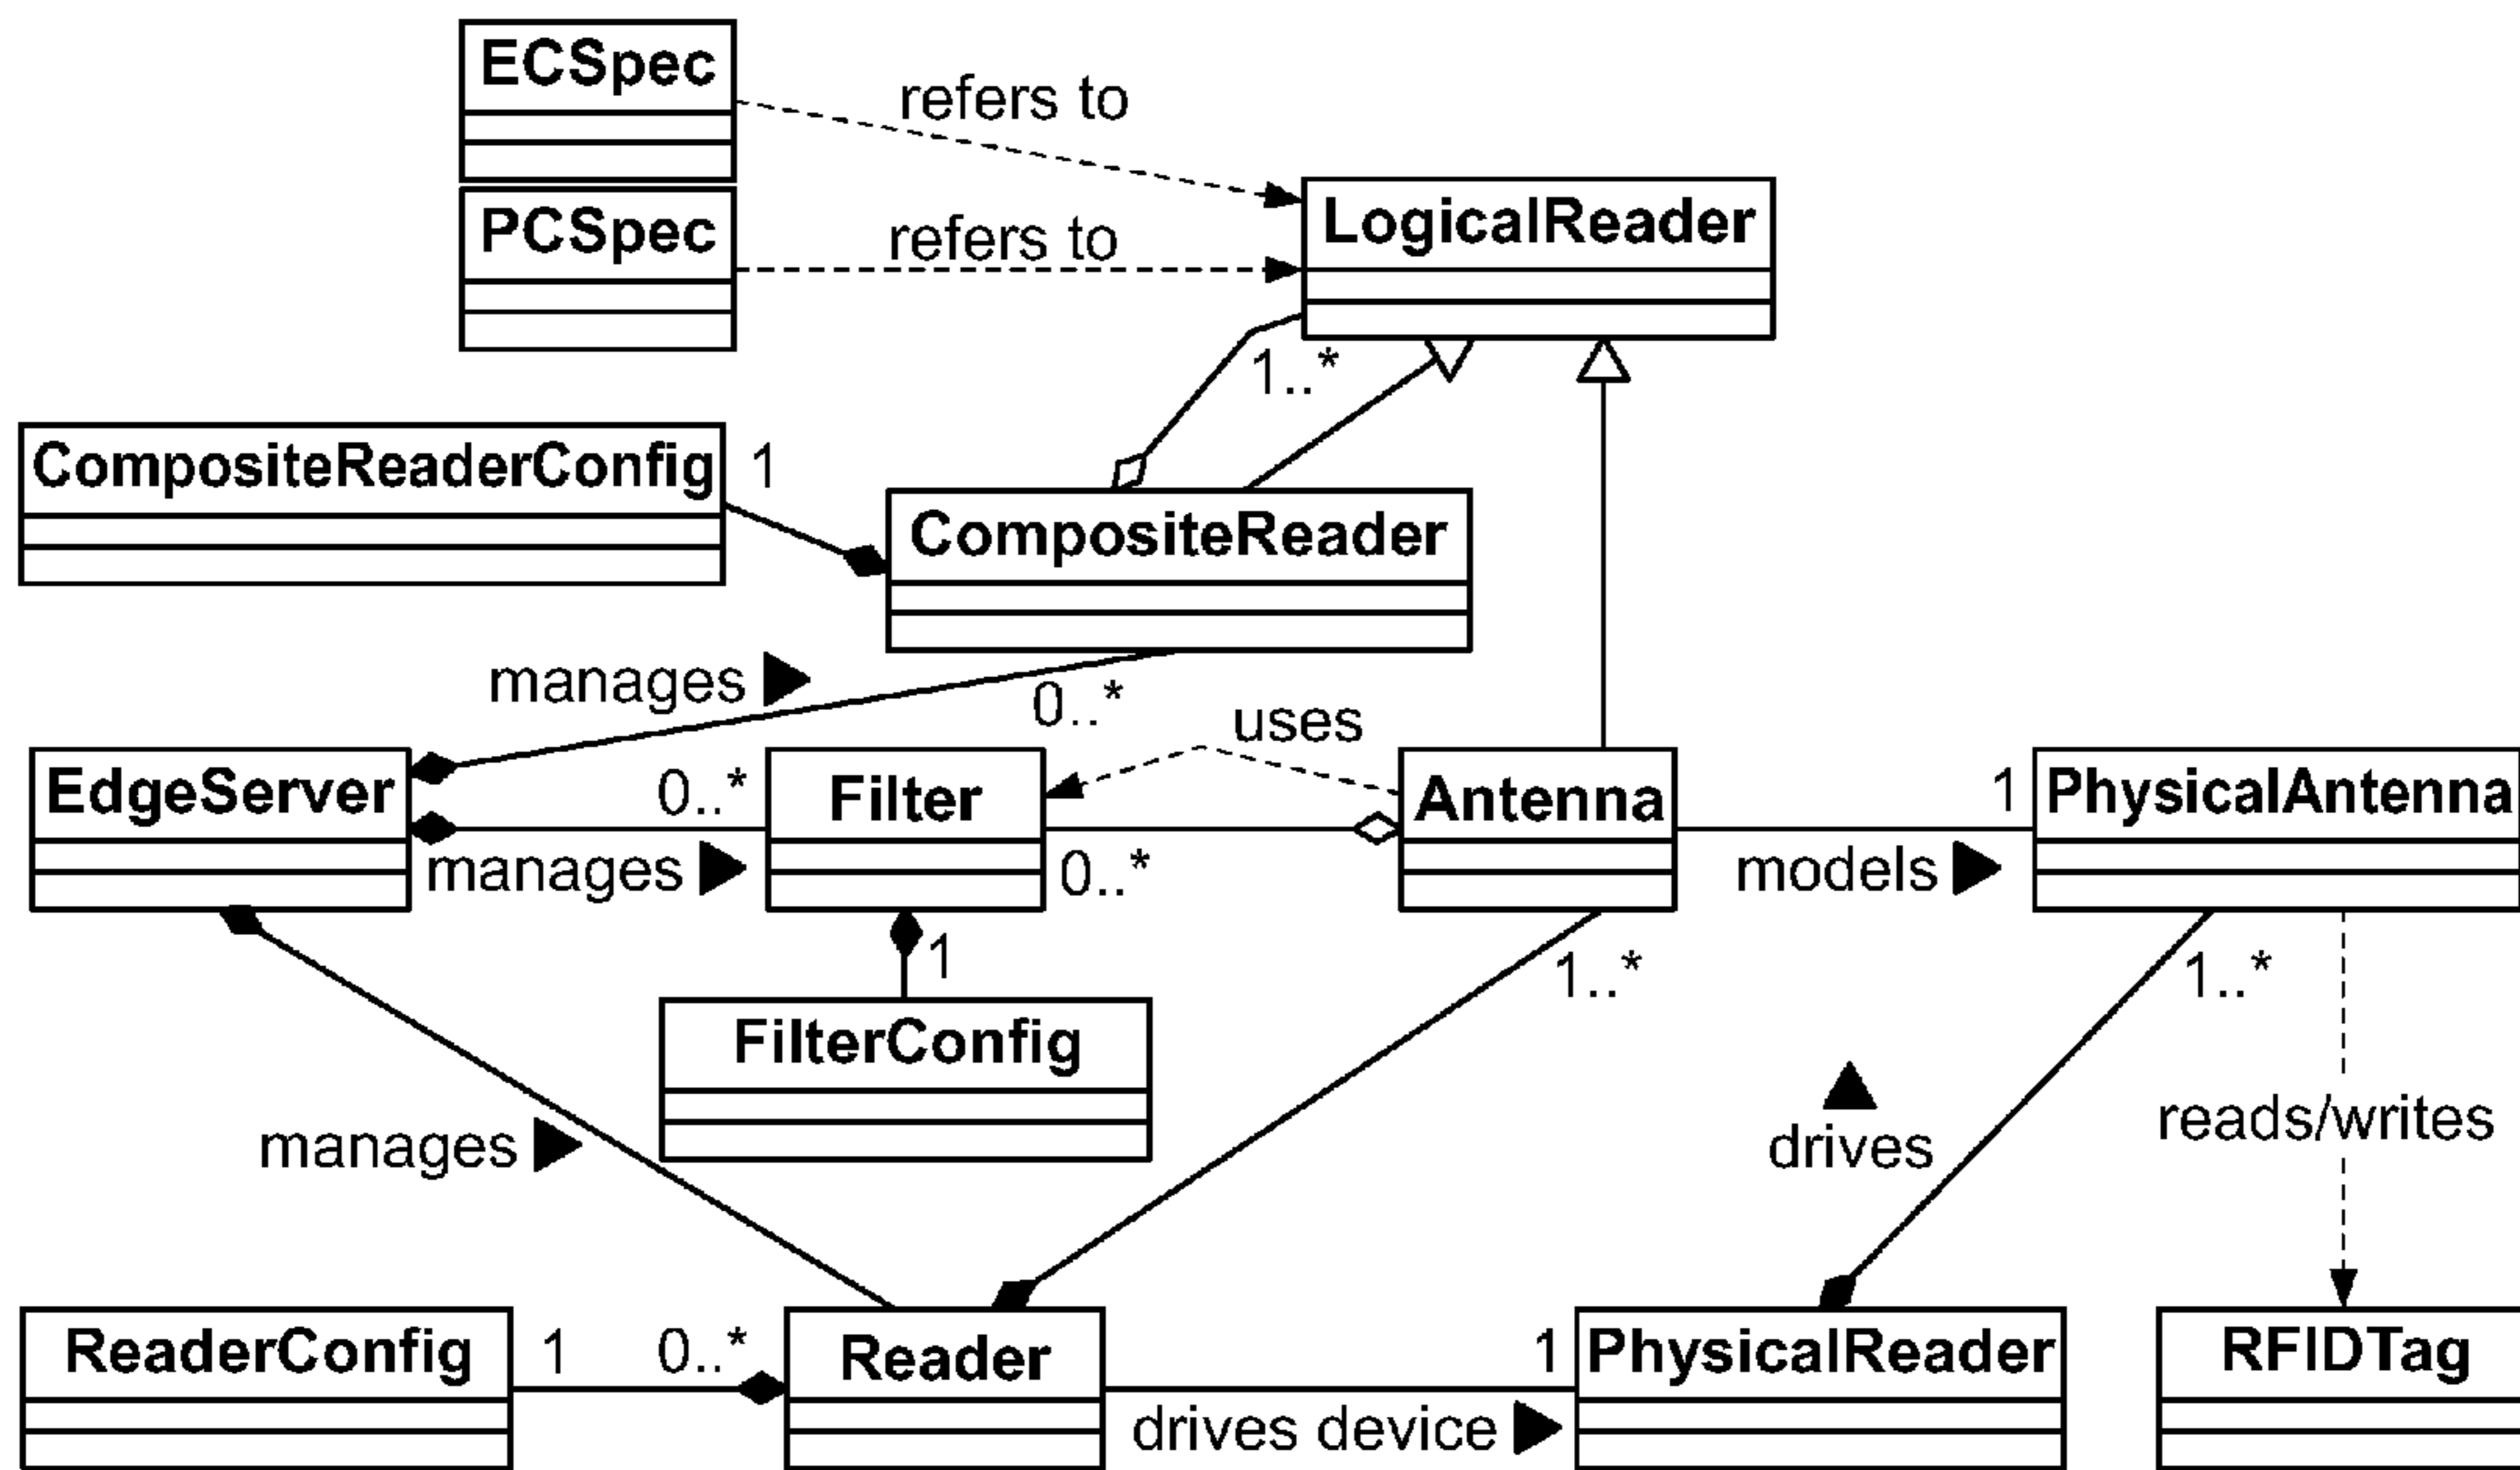 ECSpec
refers to
PCSpec
refers to
LogicalReader
1..*
CompositeReaderConfig
1
CompositeReader
manages
0..*
uses
EdgeServer
0..*
manages
Filter
0..*
Antenna
models
1
PhysicalAntenna
1
FilterConfig
1..*
1..*
manages
drives
reads/writes
ReaderConfig
1
0..*
Reader
drives device
1
PhysicalReader
RFIDTag